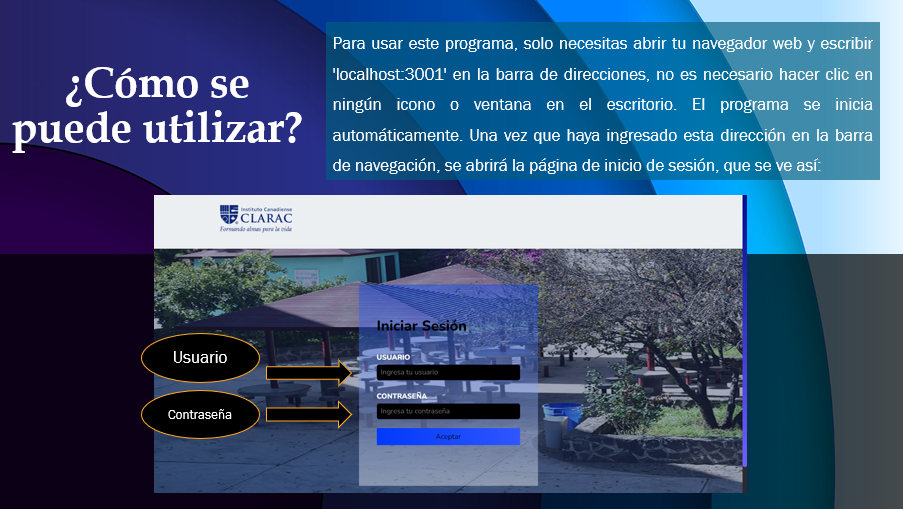 ¿Cómo se
puede utilizar?
Para usar este programa, solo necesitas abrir tu navegador web y escribir
'localhost:3001' en la barra de direcciones, no es necesario hacer clic en
ningún icono o ventana en el escritorio. El programa se inicia
automáticamente. Una vez que haya ingresado esta dirección en la barra
de navegación, se abrirá la página de inicio de sesión, que se ve así:
Instituto Canadiense
CLARAC
Formando almas para la vida
Iniciar Sesión
Usuario
USUARIO
Ingresa tu usuario
Contraseña
CONTRASEÑA
Ingresa tu contraseña
Aceptar